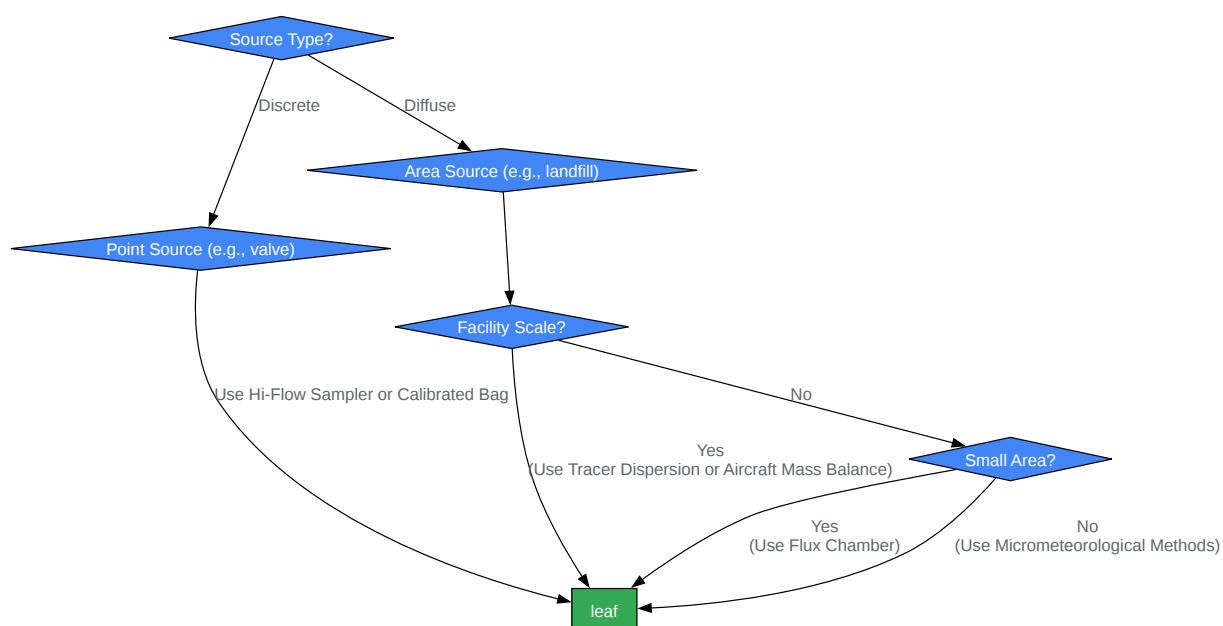 Source Type?
Discrete
Diffuse
Area Source (e.g., landfill)
Point Source (e.g., valve)
Facility Scale?
Use Hi-Flow Sampler or Calibrated Bag
No
Yes
(Use Tracer Dispersion or Aircraft Mass Balance)
Small Area?
Yes
(Use Flux Chamber)
No
(Use Micrometeorological Methods)
leaf